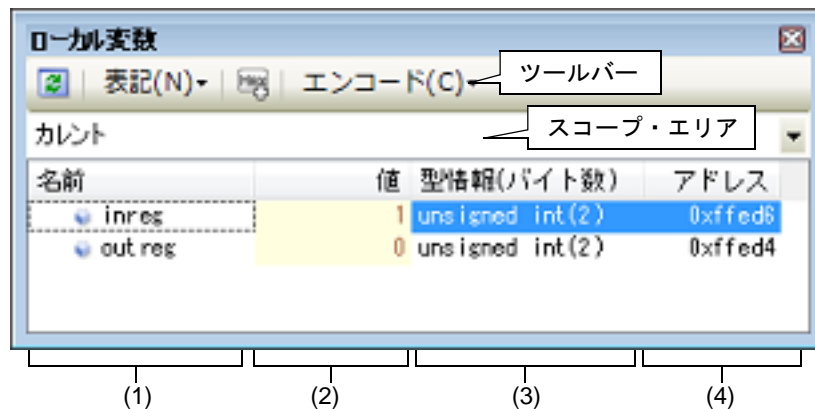 ローカル変数
表記(N)▾ Hex エンコード(C)▾ ツールバー
カレント スコープ・エリア
名前 値 型情報(バイト数) アドレス
inreg 1 unsigned int(2) 0xffed6
outreg 0 unsigned int(2) 0xffed4
(1) (2) (3) (4)